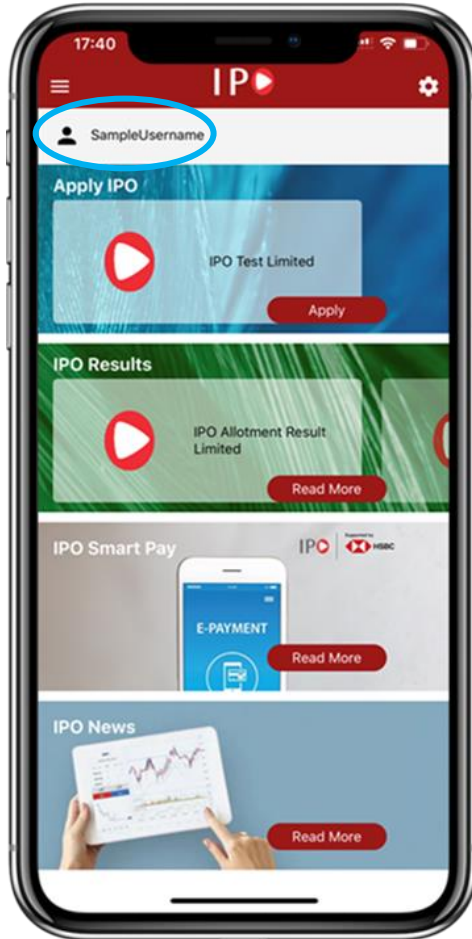 17:40
IPO
SampleUsername
Apply IPO
IPO Test Limited
Apply
IPO Results
IPO Allotment Result
Limited
Read More
IPO Smart Pay
IPO
Supported by
HSBC
E-PAYMENT
Read More
IPO News
Read More